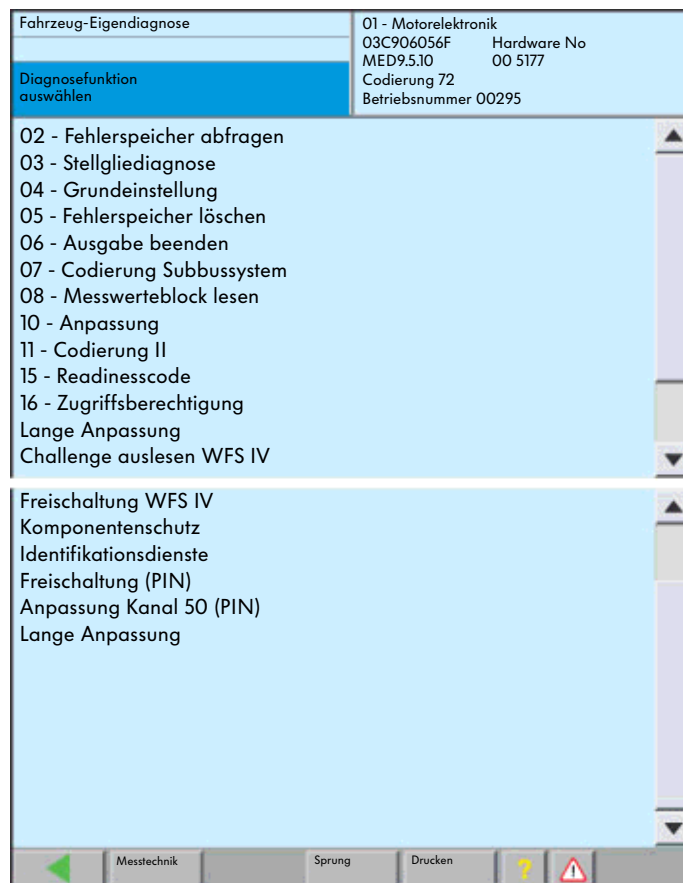 Fahrzeug-Eigendiagnose
Diagnosefunktion
auswählen
01 - Motorelektronik
03C906056F Hardware No
MED9.5.10 00 5177
Codierung 72
Betriebsnummer 00295
02 - Fehlerspeicher abfragen
03 - Stellgliediagnose
04 - Grundeinstellung
05 - Fehlerspeicher löschen
06 - Ausgabe beenden
07 - Codierung Subbussystem
08 - Messwerteblock lesen
10 - Anpassung
11 - Codierung II
15 - Readinesscode
16 - Zugriffsberechtigung
Lange Anpassung
Challenge auslesen WFS IV
Freischaltung WFS IV
Komponentenschutz
Identifikationsdienste
Freischaltung (PIN)
Anpassung Kanal 50 (PIN)
Lange Anpassung
Messtechnik Sprung Drucken ?